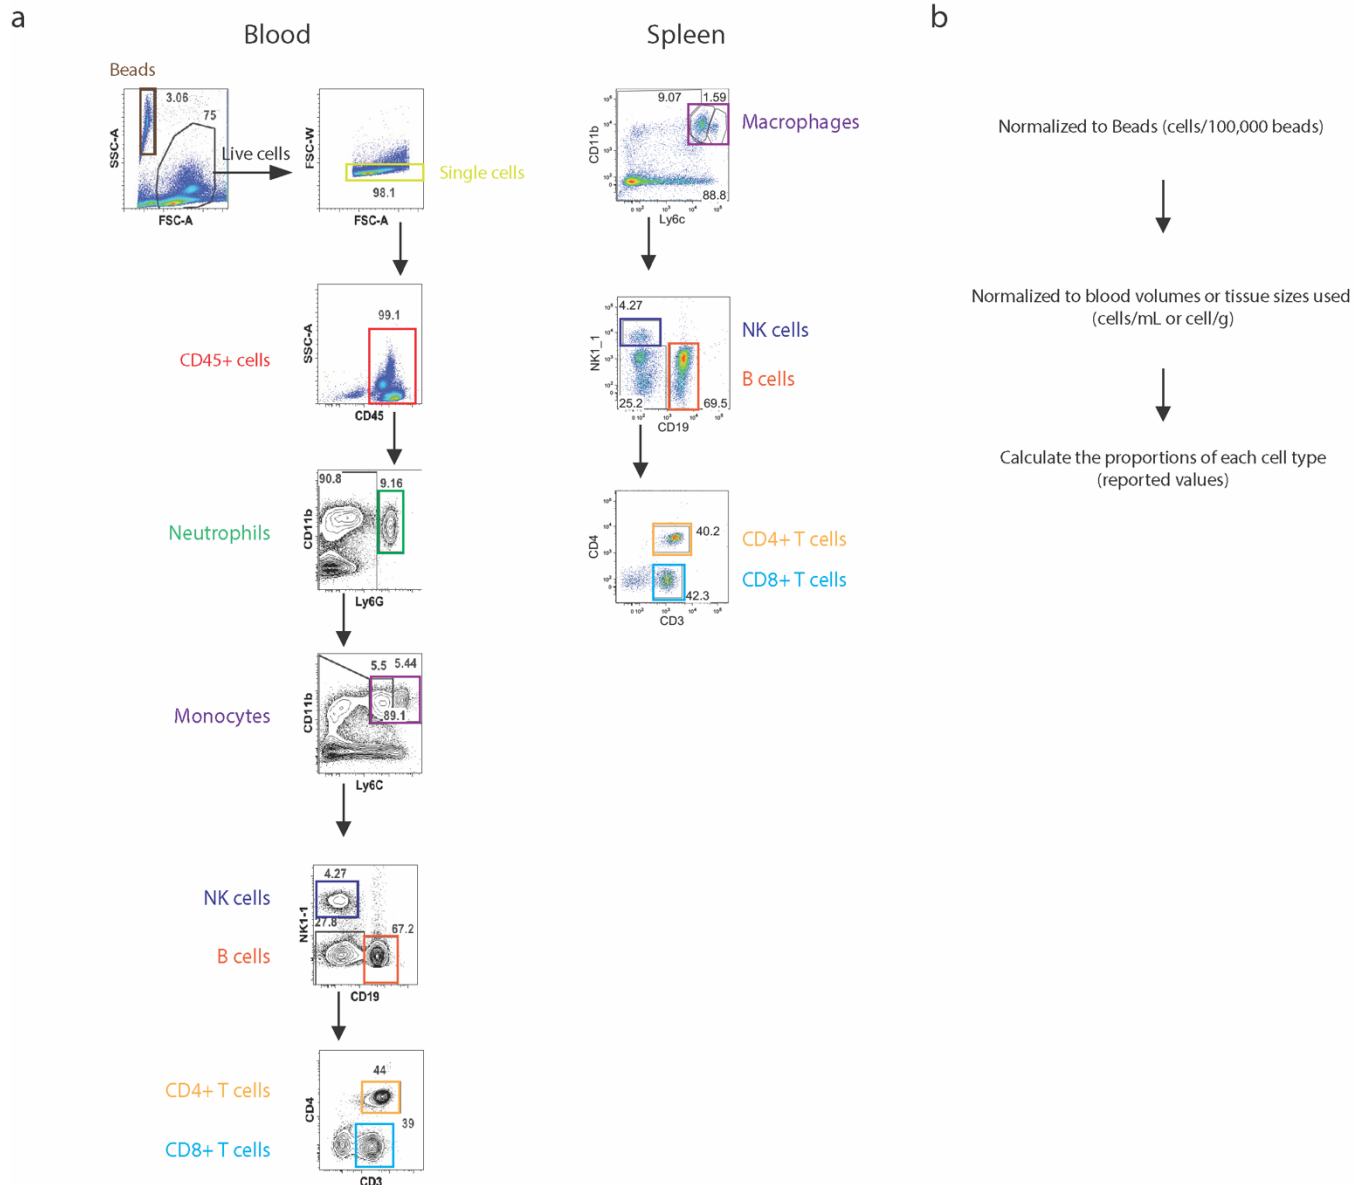 a
Blood
Spleen
b
Beads
3.06
75
SSC-A
Live cells
FSC-A
FSC-W
98.1
FSC-A
Single cells
9.07
1.59
CD11b
88.8
Ly6c
Macrophages
Normalized to Beads (cells/100,000 beads)
Normalized to blood volumes or tissue sizes used
(cells/mL or cell/g)
Calculate the proportions of each cell type
(reported values)
CD45+ cells
99.1
SSC-A
CD45
4.27
NK1_1
25.2
69.5
CD19
NK cells
B cells
Neutrophils
90.8
9.16
CD11b
Ly6G
40.2
CD4
42.3
CD3
CD4+ T cells
CD8+ T cells
Monocytes
5.5
5.44
CD11b
89.1
Ly6C
NK cells
B cells
4.27
NK1-1
27.8
67.2
CD19
CD4+ T cells
CD8+ T cells
44
CD4
39
CD3